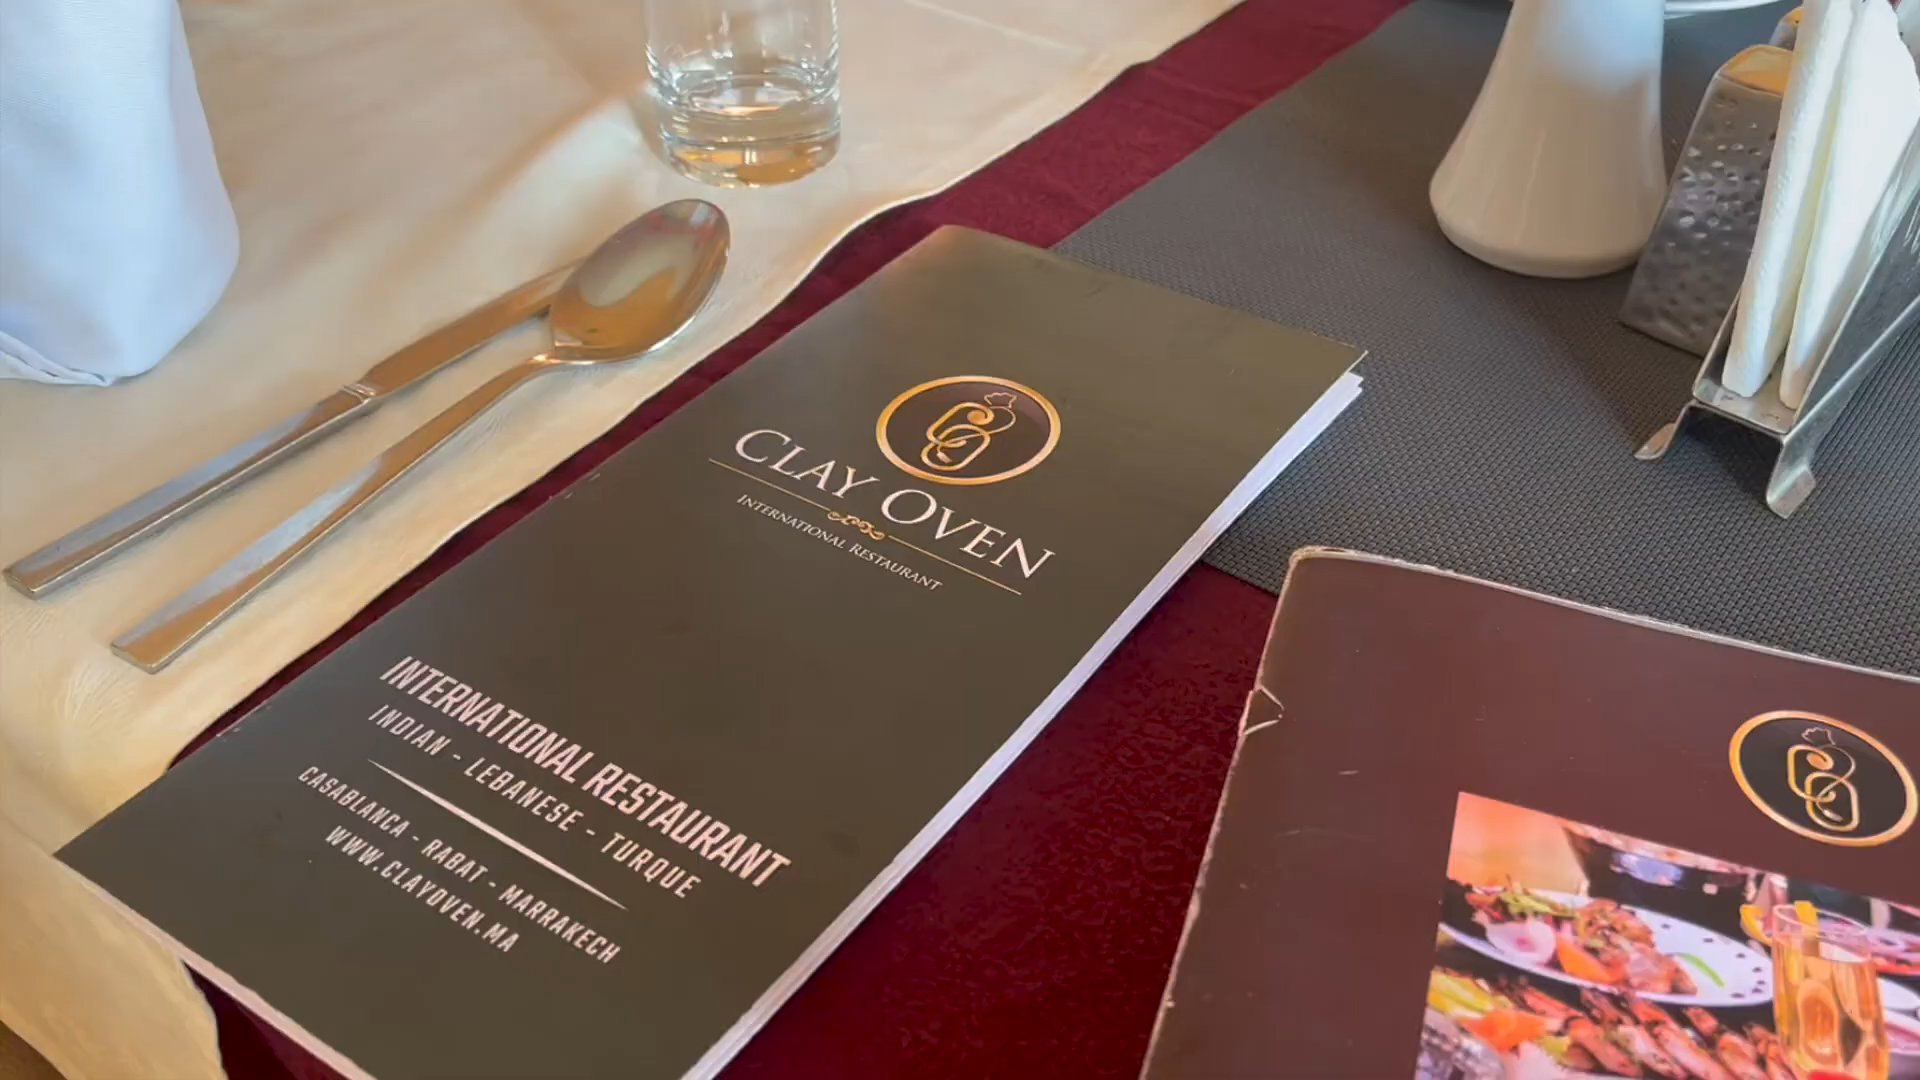 CLAY OVEN
INTERNATIONAL RESTAURANT
INTERNATIONAL RESTAURANT
INDIAN - LEBANESE - TURQUE
CASABLANCA - RABAT - MARRAKECH
WWW.CLAYOVEN.MA